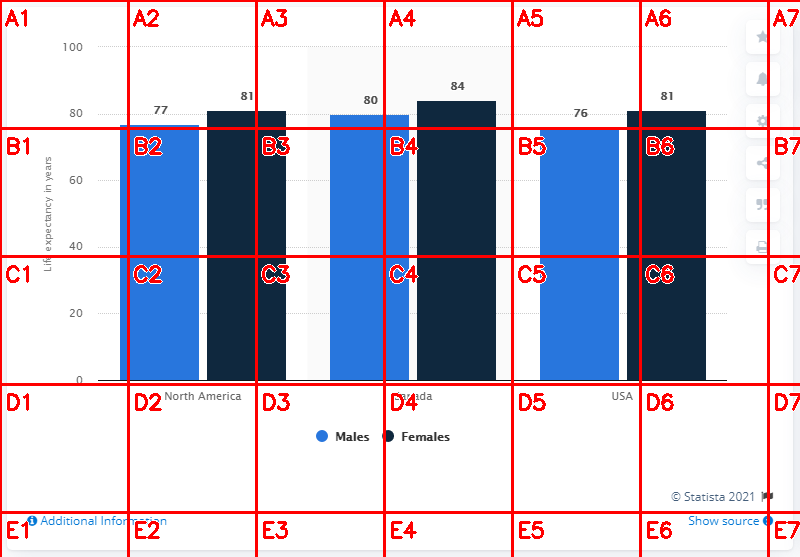 A1 A2 A3 A4 A5 A6 A7
100
84
81 81
77 80 76
80
B1 B2 B3 B4 B5 B6 B7
60
Life expectancy in years
40
C1 C2 C3 C4 C5 C6 C7
20
0
North America Canada USA
D1 D2 D3 D4 D5 D6 D7
Males Females
© Statista 2021
Additional Information Show source
E1 E2 E3 E4 E5 E6 E7